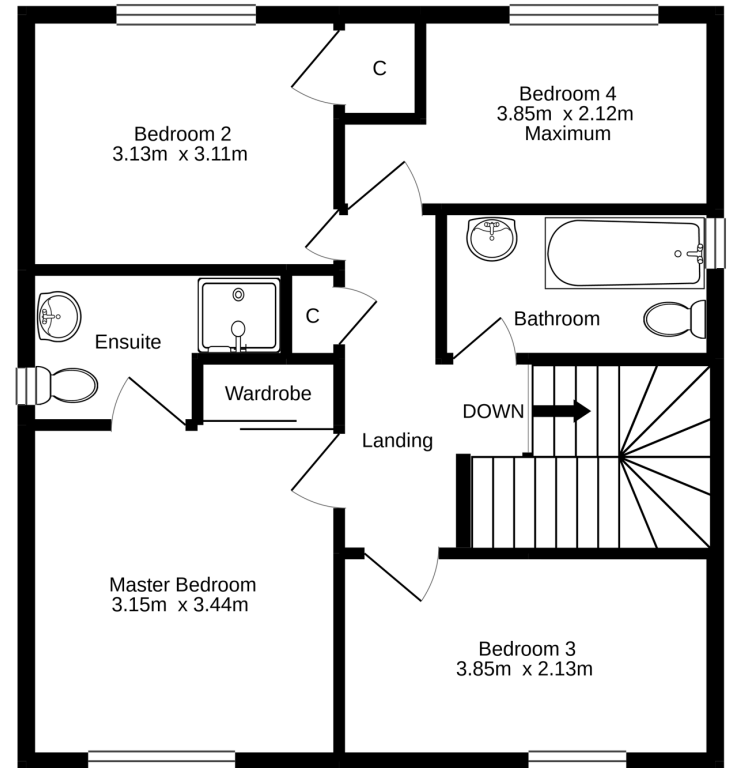 C
Bedroom 4
3.85m x 2.12m
Maximum
Bedroom 2
3.13m x 3.11m
C
Ensuite
Bathroom
Wardrobe
DOWN
Landing
Master Bedroom
3.15m x 3.44m
Bedroom 3
3.85m x 2.13m